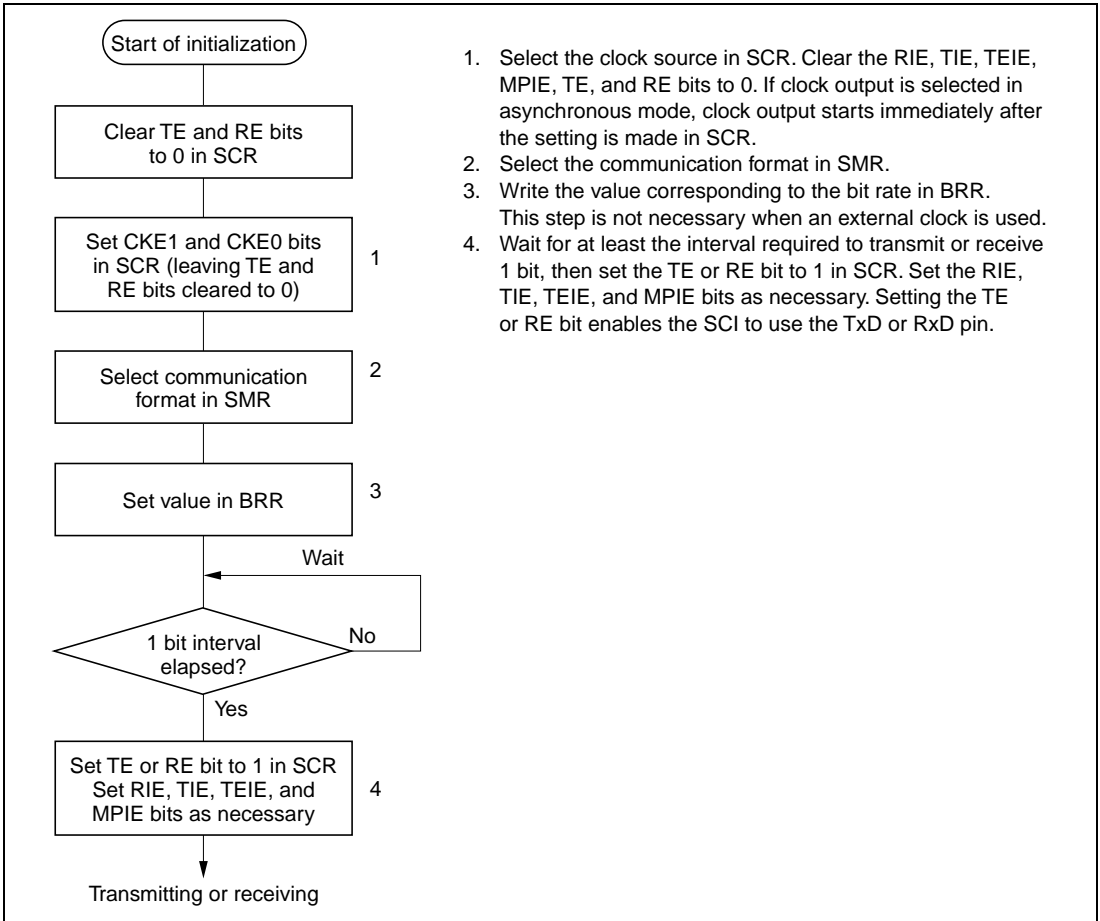 Start of initialization
Clear TE and RE bits
to 0 in SCR
Set CKE1 and CKE0 bits
in SCR (leaving TE and
RE bits cleared to 0)
1
Select communication
format in SMR
2
Set value in BRR
3
Wait
1 bit interval
elapsed?
No
Yes
Set TE or RE bit to 1 in SCR
Set RIE, TIE, TEIE, and
MPIE bits as necessary
4
Transmitting or receiving
1. Select the clock source in SCR. Clear the RIE, TIE, TEIE,
MPIE, TE, and RE bits to 0. If clock output is selected in
asynchronous mode, clock output starts immediately after
the setting is made in SCR.
2. Select the communication format in SMR.
3. Write the value corresponding to the bit rate in BRR.
This step is not necessary when an external clock is used.
4. Wait for at least the interval required to transmit or receive
1 bit, then set the TE or RE bit to 1 in SCR. Set the RIE,
TIE, TEIE, and MPIE bits as necessary. Setting the TE
or RE bit enables the SCI to use the TxD or RxD pin.